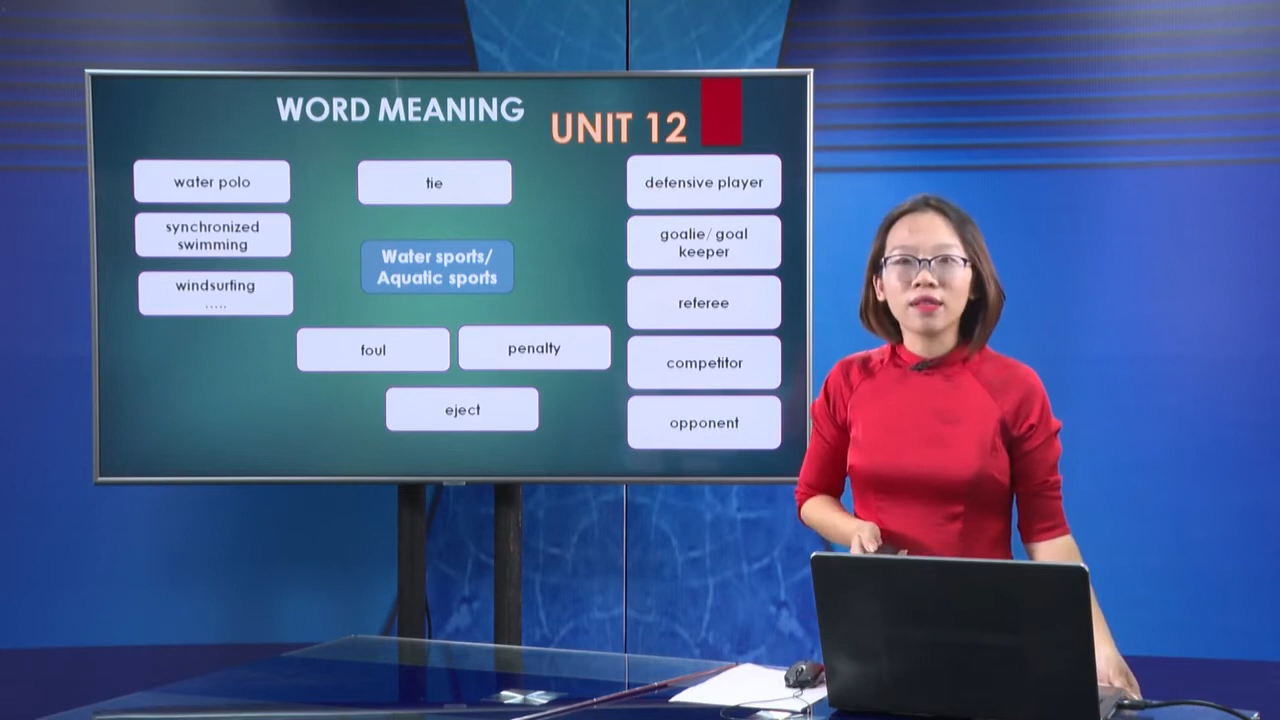 WORD MEANING
UNIT 12
water polo
synchronized
swimming
windsurfing
.....
tie
Water sports/
Aquatic sports
foul
penalty
eject
defensive player
goalie/ goal
keeper
referee
competitor
opponent